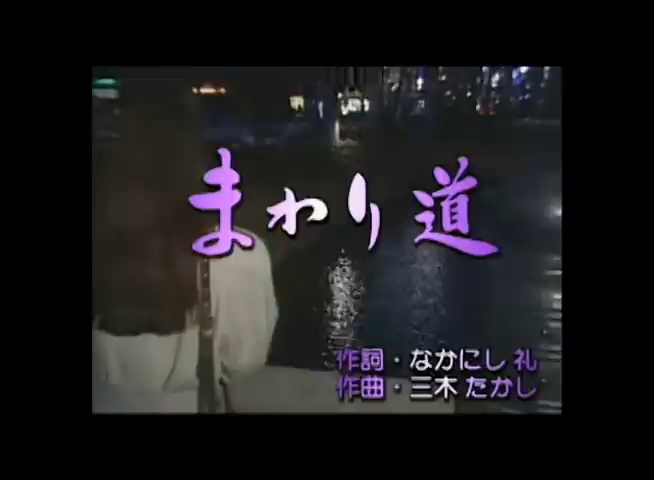 まわり道
作詞・なかにし 礼
作曲・三木 たかし